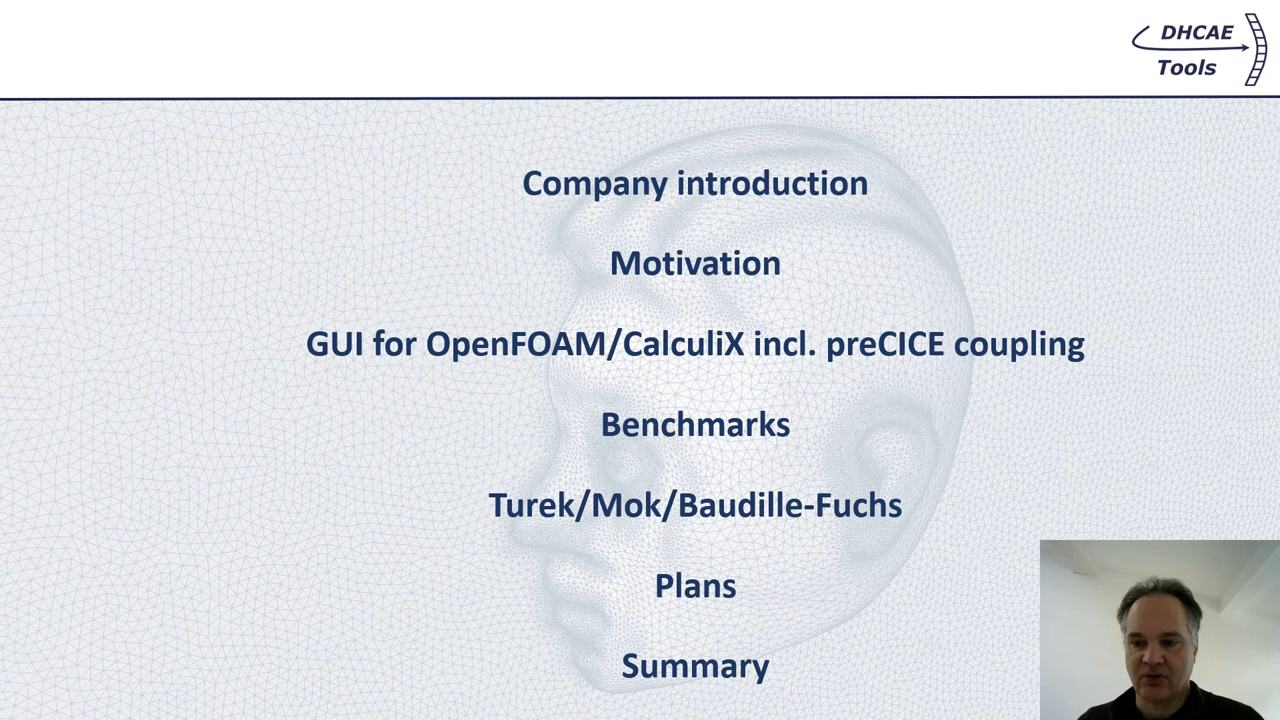 DHCAE
Tools
Company introduction
Motivation
GUI for OpenFOAM/CalculiX incl. preCICE coupling
Benchmarks
Turek/Mok/Baudille-Fuchs
Plans
Summary